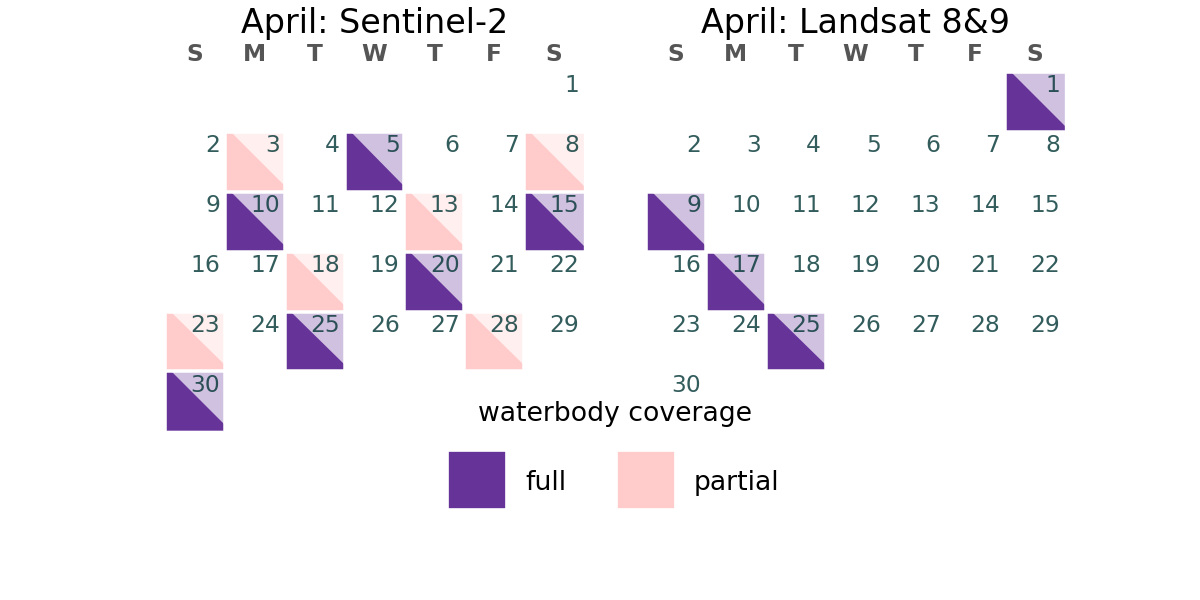 April: Sentinel-2
S M T W T F S
1
2 3 4 5 6 7 8
9 10 11 12 13 14 15
16 17 18 19 20 21 22
23 24 25 26 27 28 29
30
April: Landsat 8&9
S M T W T F S
1
2 3 4 5 6 7 8
9 10 11 12 13 14 15
16 17 18 19 20 21 22
23 24 25 26 27 28 29
30
waterbody coverage
full partial